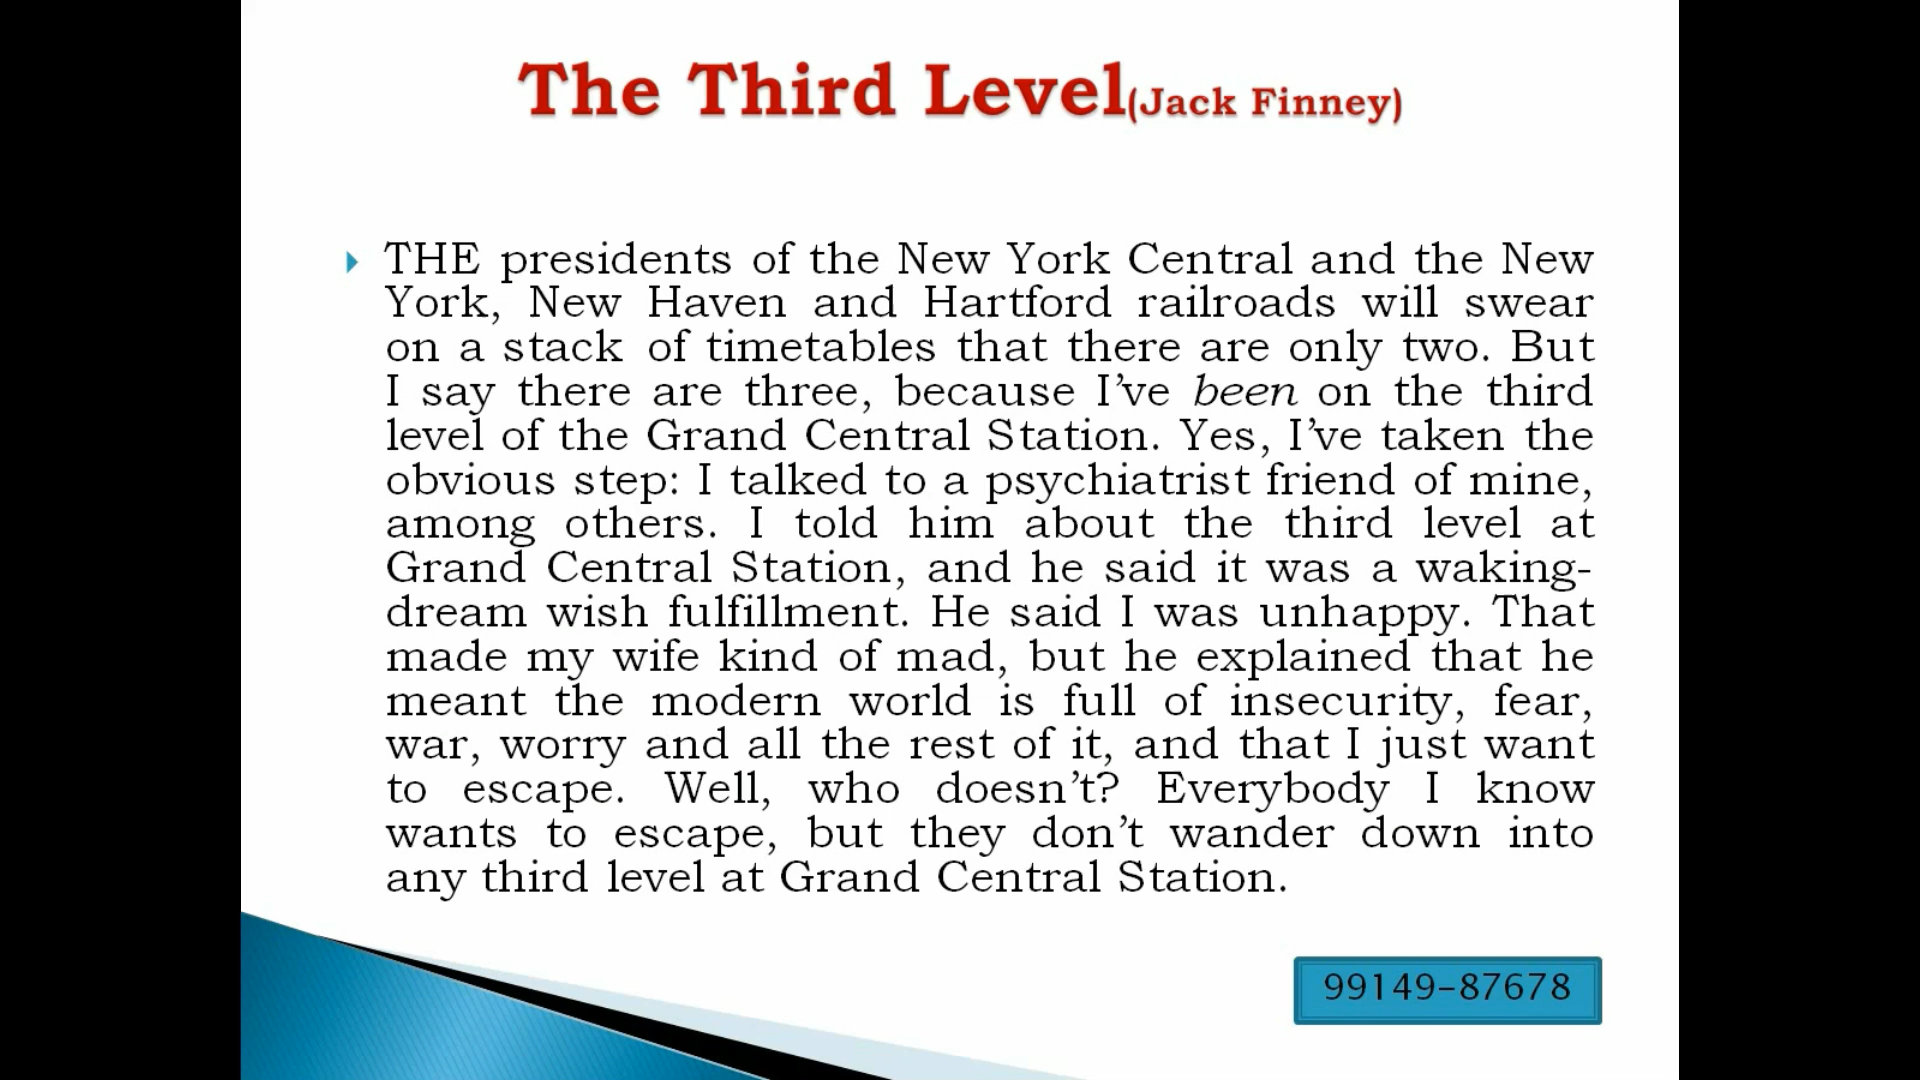 The Third Level(Jack Finney)
THE presidents of the New York Central and the New
York, New Haven and Hartford railroads will swear
on a stack of timetables that there are only two. But
I say there are three, because I’ve been on the third
level of the Grand Central Station. Yes, I’ve taken the
obvious step: I talked to a psychiatrist friend of mine,
among others. I told him about the third level at
Grand Central Station, and he said it was a waking-
dream wish fulfillment. He said I was unhappy. That
made my wife kind of mad, but he explained that he
meant the modern world is full of insecurity, fear,
war, worry and all the rest of it, and that I just want
to escape. Well, who doesn’t? Everybody I know
wants to escape, but they don’t wander down into
any third level at Grand Central Station.
99149-87678